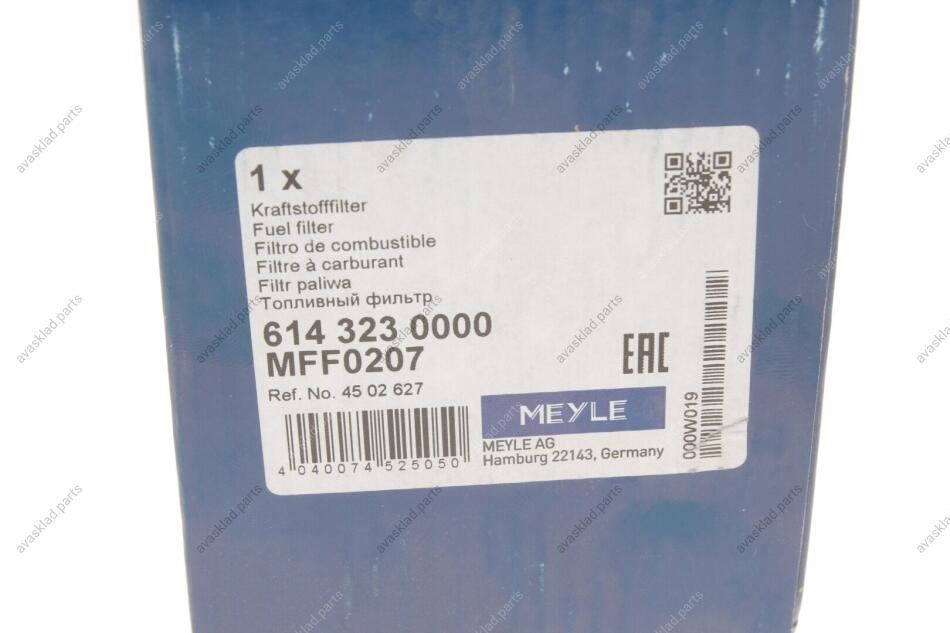 1 x
Kraftstofffilter
Fuel filter
Filtro de combustible
Filtre à carburant
Filtr paliwa
Топливный фильтр
614 323 0000
MFF0207
Ref. No. 45 02 627
4 040074 525050
EAC
MEYLE
MEYLE AG
Hamburg 22143, Germany
000W019
avasklad.parts